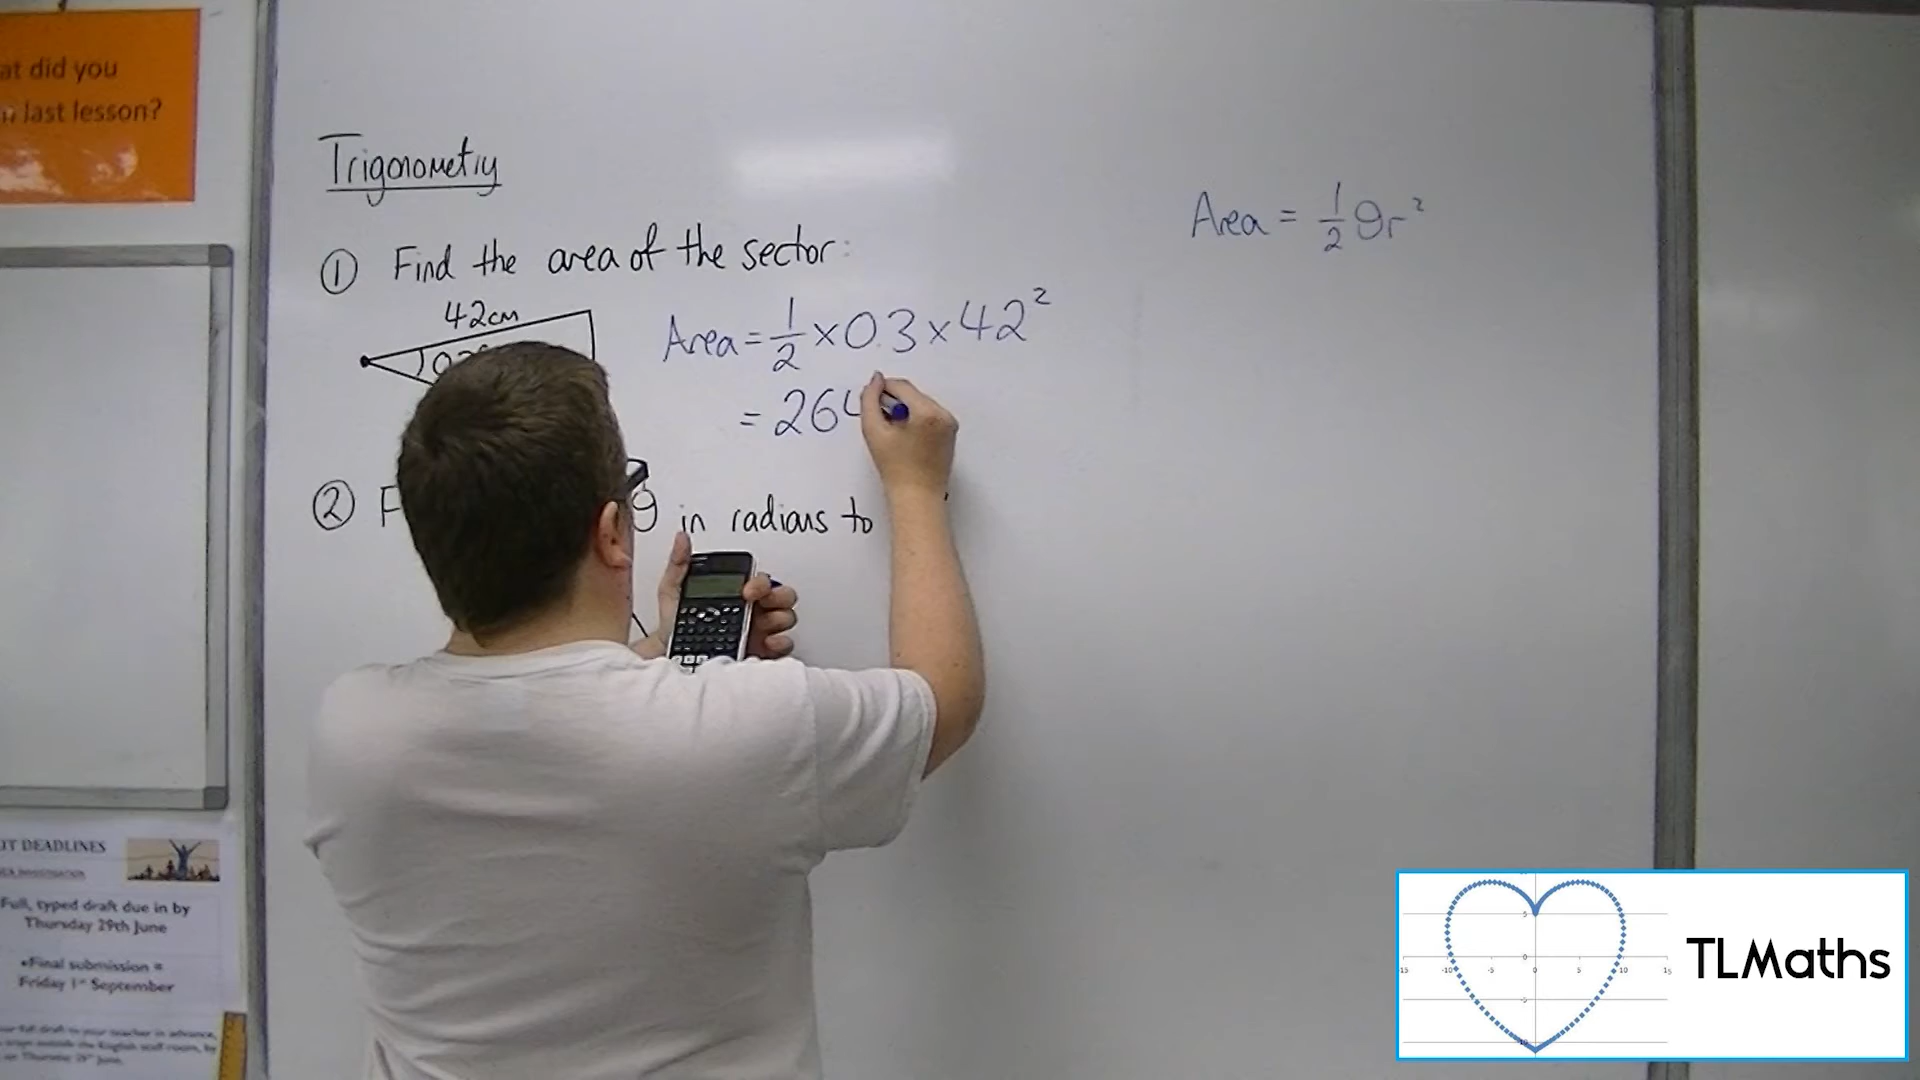 at did you
last lesson?
Trigonometry
① Find the area of the sector:
42cm
Area = 1/2 × 0.3 × 42²
= 264
② F in radians to
Area = 1/2 θr²
DEADLINES
Full, typed draft due in by
Thursday 29th June
•Final submission =
Friday 1st September
TLMaths